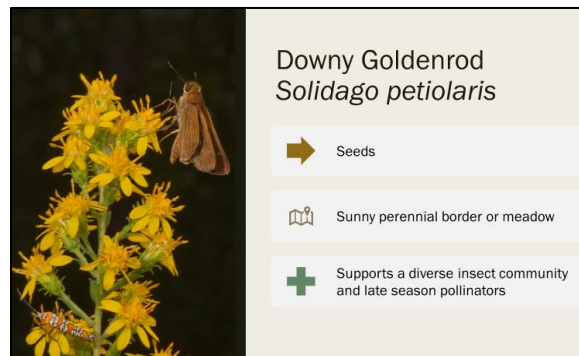 Downy Goldenrod
Solidago petiolaris
Seeds
Sunny perennial border or meadow
Supports a diverse insect community
and late season pollinators